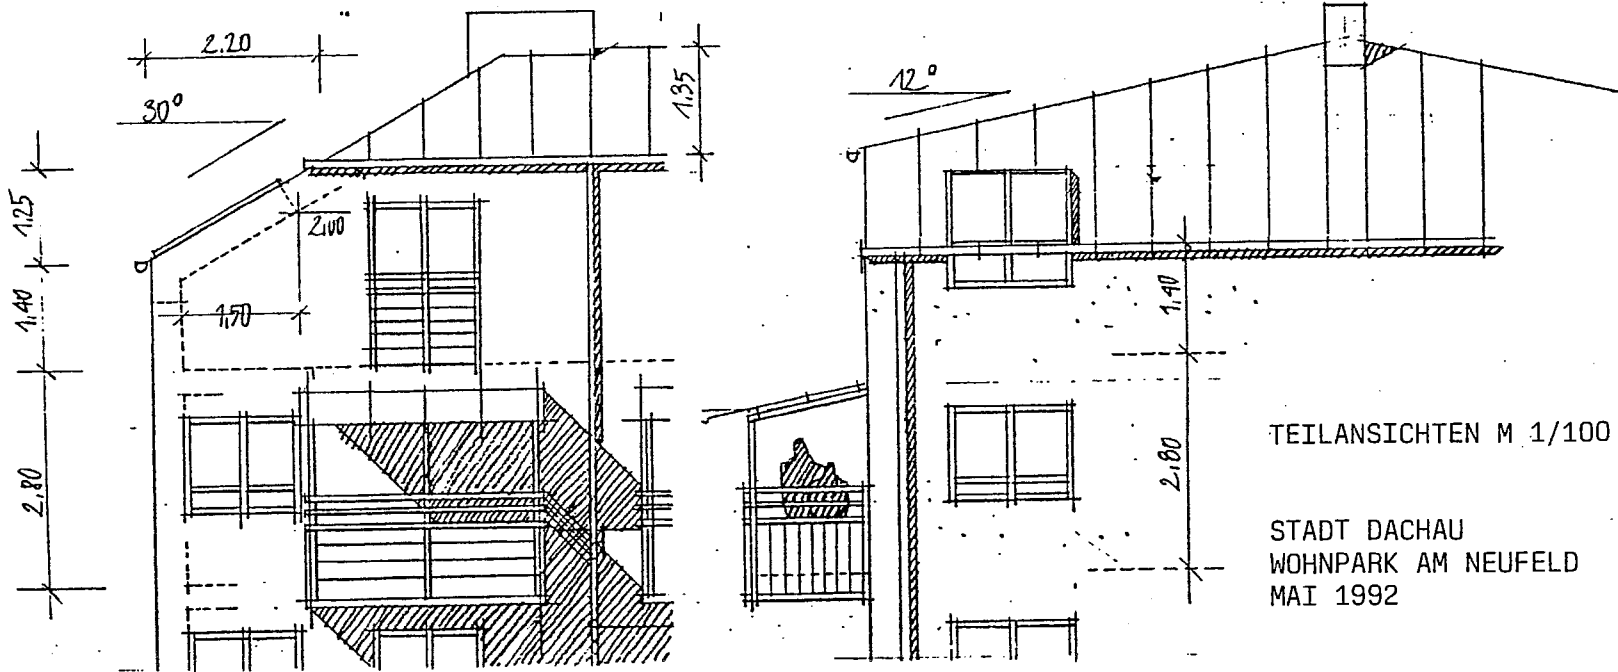 2.20
30°
1.35
1.25
2,00
1.40
1,50
2.80
12°
1.40
2.80
TEILANSICHTEN M 1/100
STADT DACHAU
WOHNPARK AM NEUFELD
MAI 1992